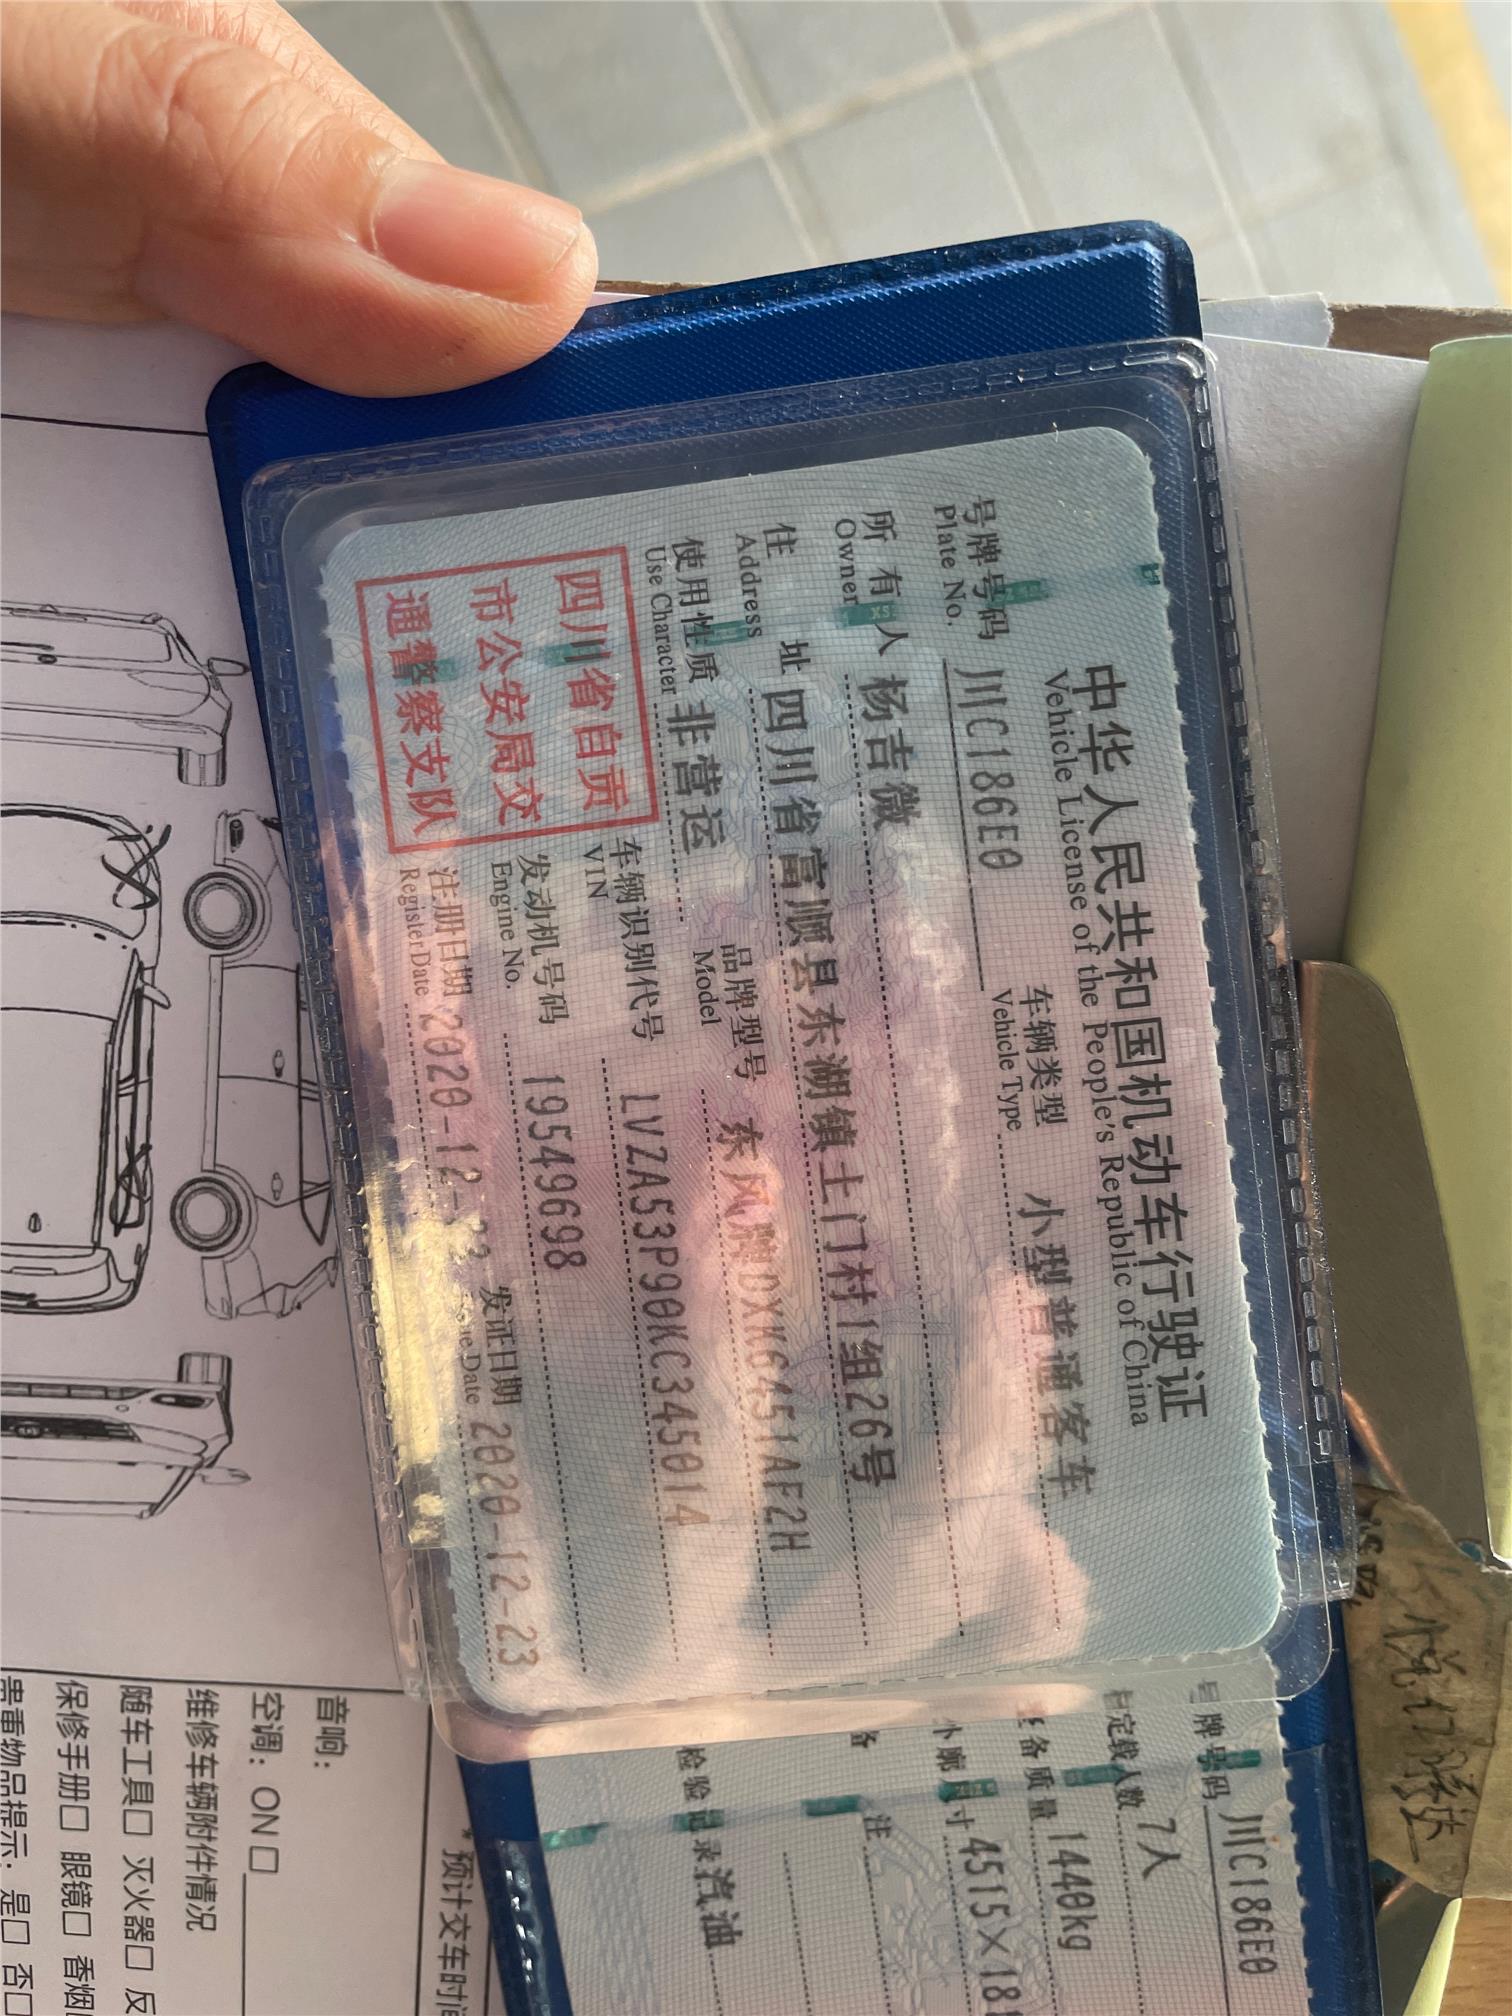 中华人民共和国机动车行驶证
Vehicle License of the People's Republic of China
号牌号码 川C186E0 车辆类型 小型普通客车
Plate No. Vehicle Type
所有人 杨吉微
Owner
住址 四川省富顺县东湖镇土门村1组26号
Address
使用性质 非营运 品牌型号 东风牌DXK6451AF2H
Use Character Model
四川省自贡
市公安局交
通警察支队
车辆识别代号 LVZA53P90KC345014
VIN
发动机号码 19549698
Engine No.
注册日期 2020-12-23 发证日期 2020-12-23
Register Date Date
号牌号码 川C186E0
定载人数 7人
备质量 1440kg
外廓尺寸 4515×18
备注
检验记录 汽油
*预计交车时间
音响：
空调：ON□
维修车辆附件情况
随车工具□ 灭火器□ 反
保修手册□ 眼镜□ 香烟
贵重物品提示：是□ 否□